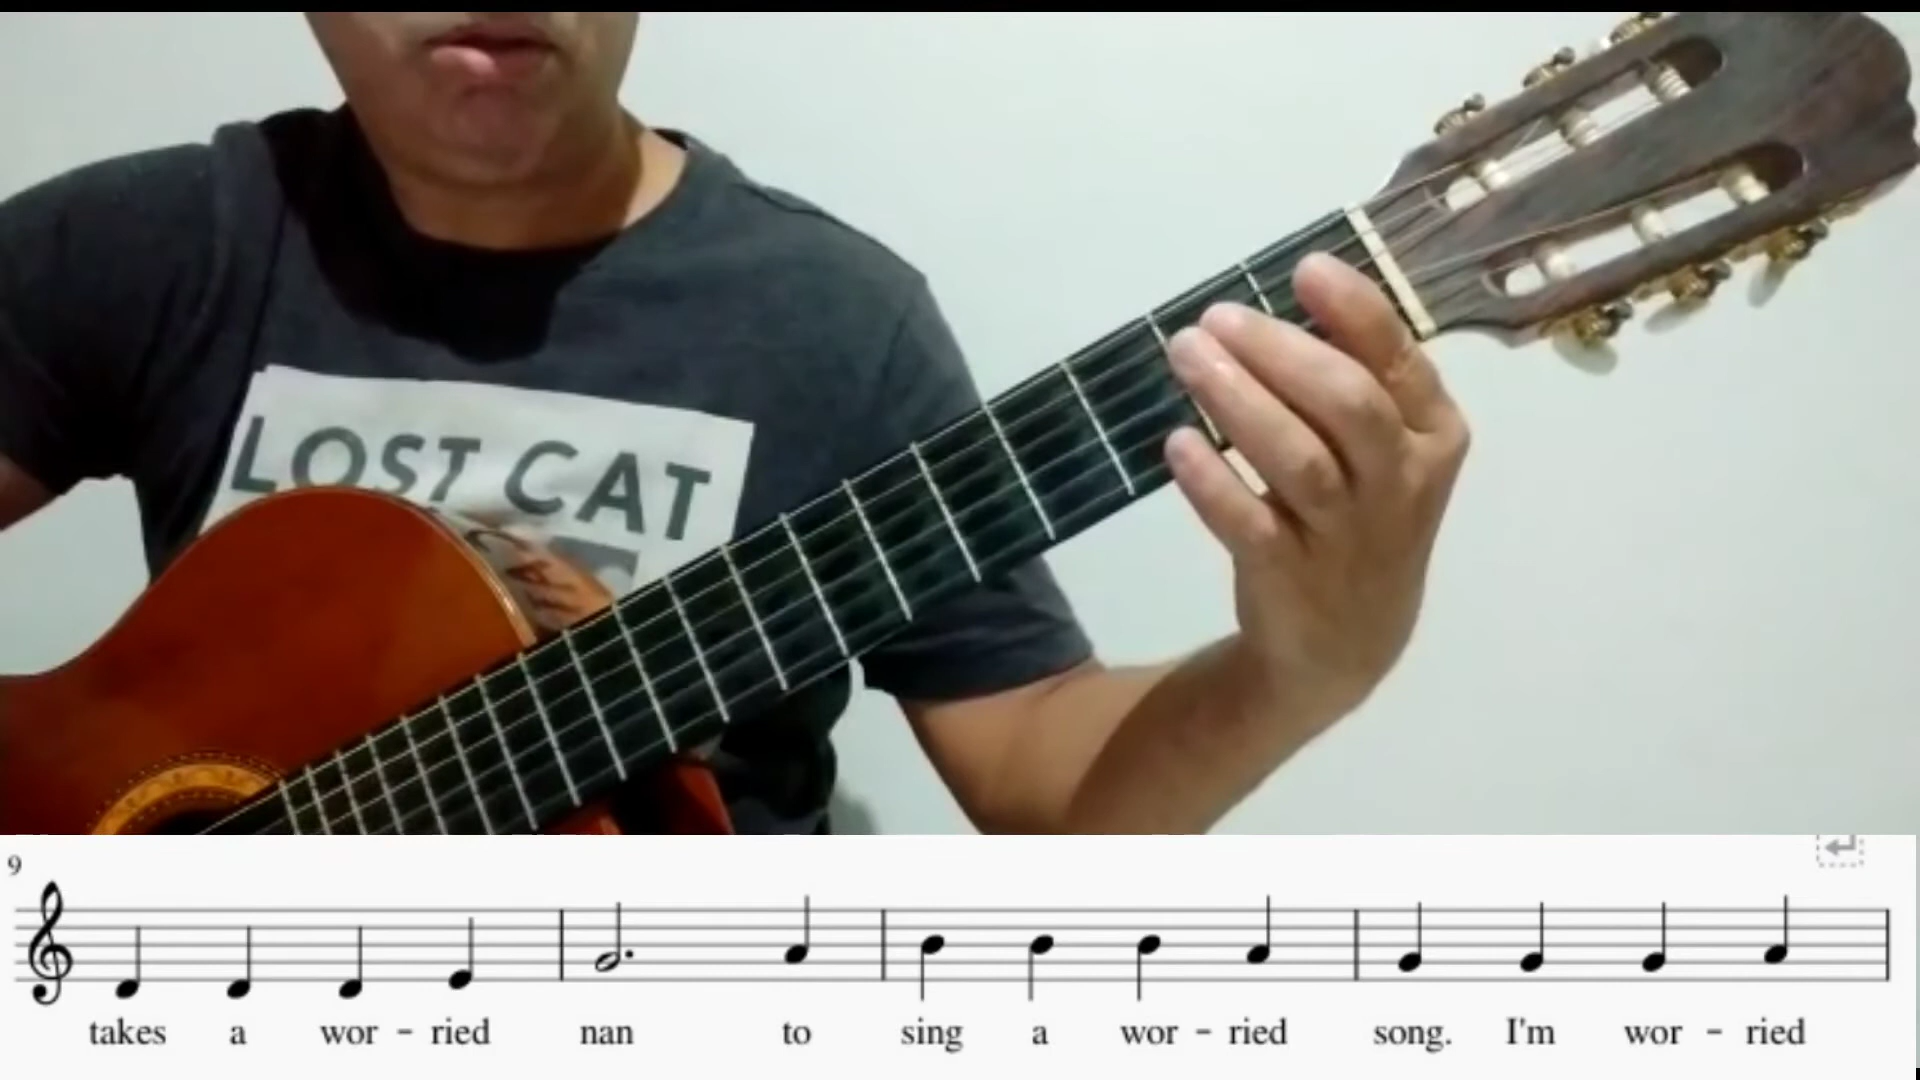 LOST CAT
9
takes a wor - ried nan to sing a wor - ried song. I'm wor - ried